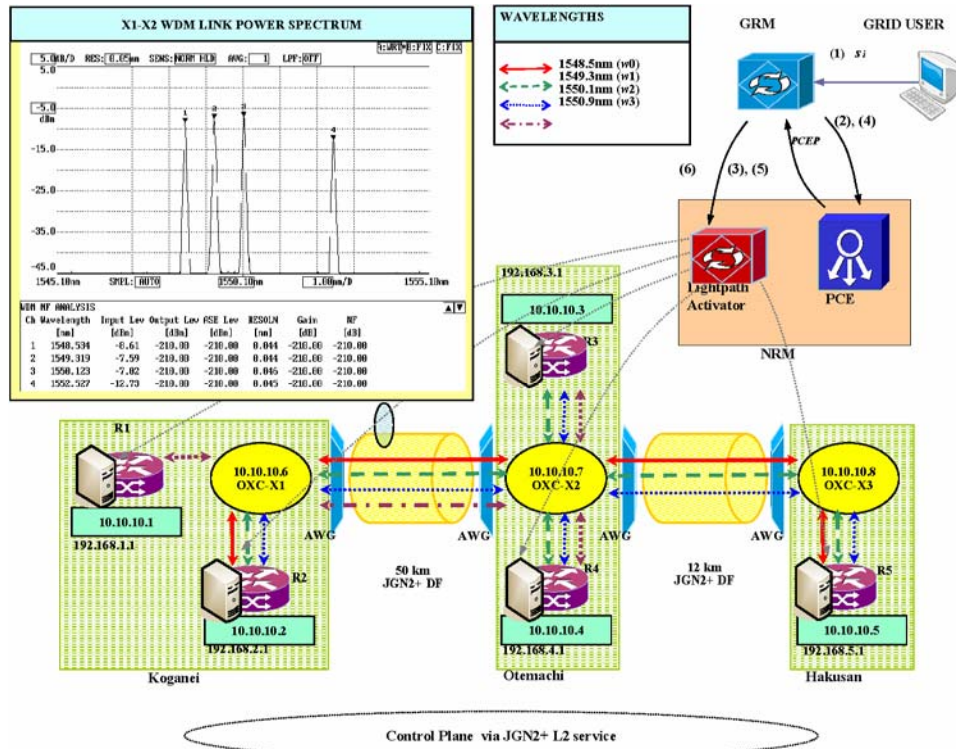 X1-X2 WDM LINK POWER SPECTRUM
A:WRT B:FIX C:FIX
5.0dB/D RES:0.05nm SENS:NORM HLD AVG: 1 LPF:OFF
5.0
-5.0
dBm
-15.0
-25.0
-35.0
-45.0
1 2 3 4
1545.10nm SMPL:AUTO 1550.10nm 1.00nm/D 1555.10nm
WDM NF ANALYSIS
Ch Wavelength Input Lev Output Lev ASE Lev RESOLN Gain NF
[nm] [dBm] [dBm] [dBm] [nm] [dB] [dB]
1 1548.534 -8.61 -210.00 -210.00 0.044 -210.00 -210.00
2 1549.319 -7.59 -210.00 -210.00 0.044 -210.00 -210.00
3 1550.123 -7.02 -210.00 -210.00 0.046 -210.00 -210.00
4 1552.527 -12.73 -210.00 -210.00 0.045 -210.00 -210.00
WAVELENGTHS
1548.5nm (w0)
1549.3nm (w1)
1550.1nm (w2)
1550.9nm (w3)
GRM
GRID USER
(1) Si
(2), (4)
PCEP
(6)
(3), (5)
Lightpath
Activator
PCE
NRM
192.168.3.1
10.10.10.3
R3
R1
10.10.10.1
192.168.1.1
10.10.10.6
OXC-X1
R2
10.10.10.2
192.168.2.1
Koganei
AWG
50 km
JGN2+ DF
AWG
10.10.10.7
OXC-X2
R4
10.10.10.4
192.168.4.1
Otemachi
AWG
12 km
JGN2+ DF
AWG
10.10.10.8
OXC-X3
R5
10.10.10.5
192.168.5.1
Hakusan
Control Plane via JGN2+ L2 service